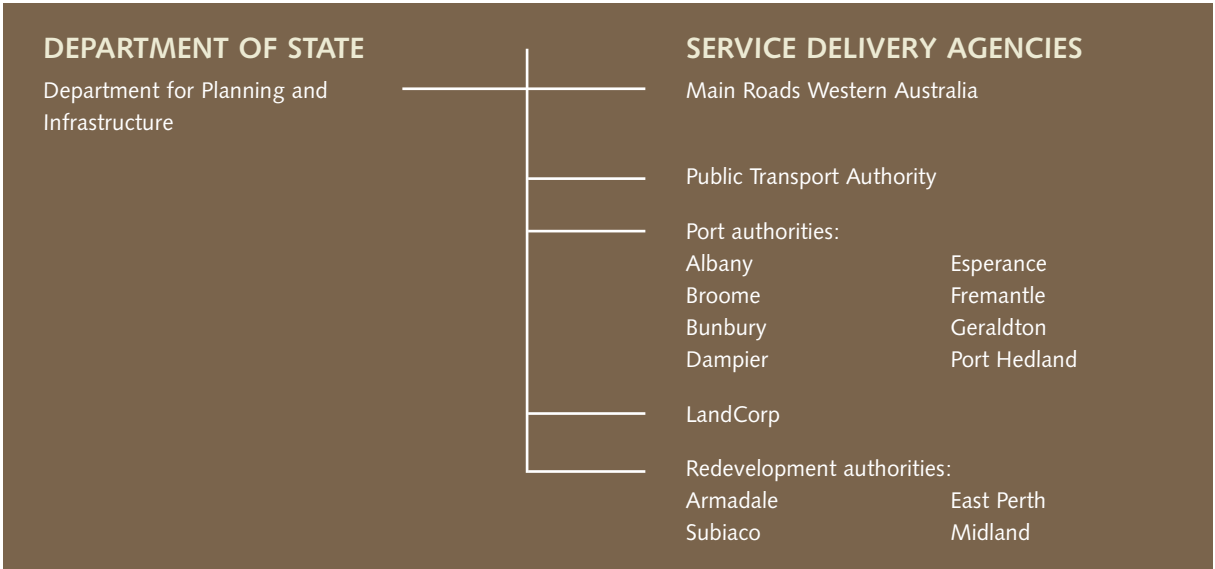 DEPARTMENT OF STATE
Department for Planning and
Infrastructure
SERVICE DELIVERY AGENCIES
Main Roads Western Australia
Public Transport Authority
Port authorities:
Albany
Broome
Bunbury
Dampier
Esperance
Fremantle
Geraldton
Port Hedland
LandCorp
Redevelopment authorities:
Armadale
Subiaco
East Perth
Midland